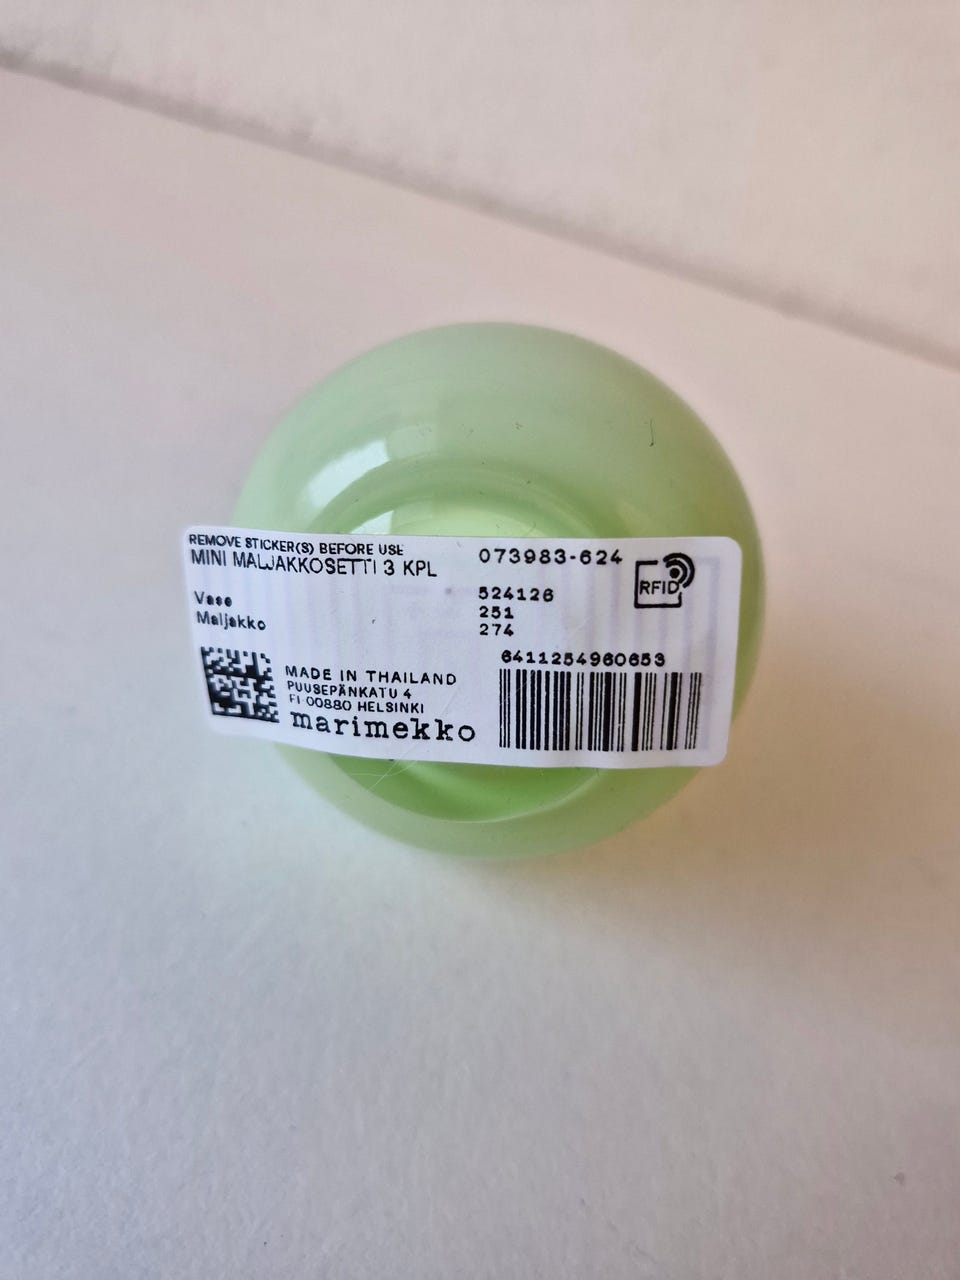 REMOVE STICKER(S) BEFORE USE
MINI MALJAKKOSETTI 3 KPL
073983-624
RFID
Vase
Maljakko
524126
251
274
6411254960653
MADE IN THAILAND
PUUSEPÄNKATU 4
FI-00880 HELSINKI
marimekko